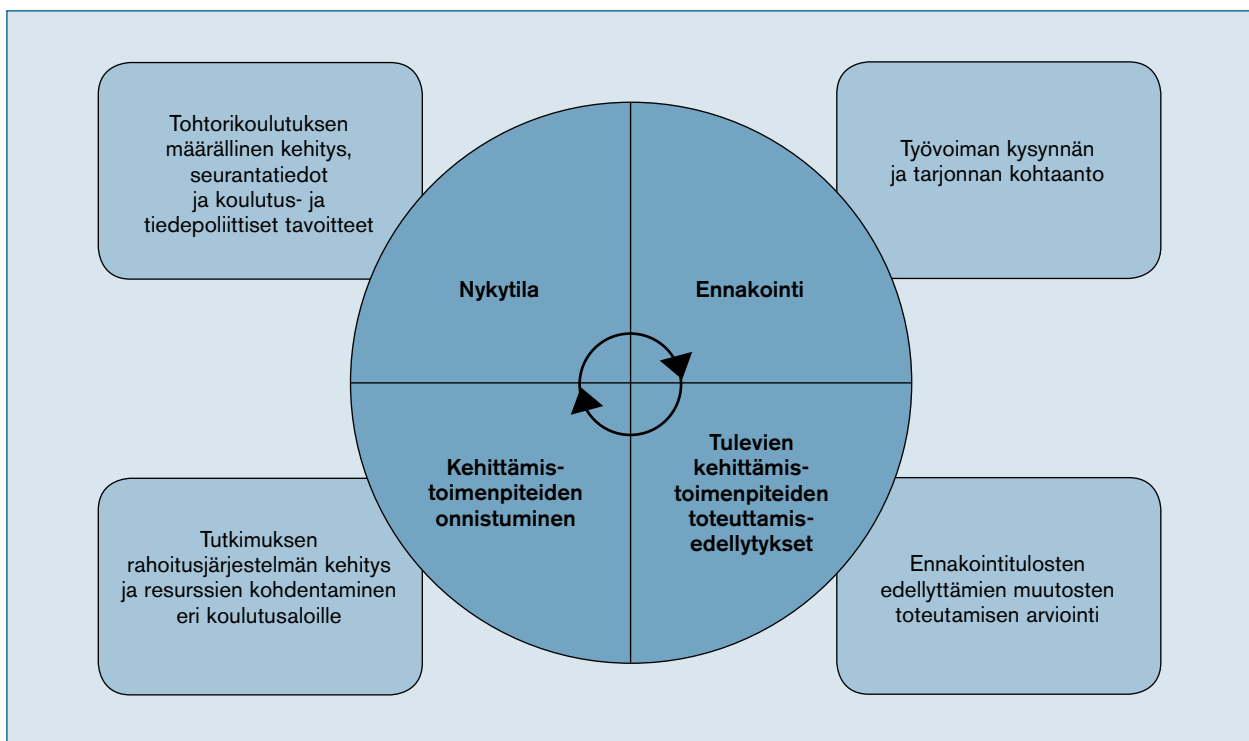 Tohtorikoulutuksen
määrällinen kehitys,
seurantatiedot
ja koulutus- ja
tiedepoliittiset tavoitteet
Työvoiman kysynnän
ja tarjonnan kohtaanto
Nykytila
Ennakointi
Kehittämis-
toimenpiteiden
onnistuminen
Tulevien
kehittämis-
toimenpiteiden
toteuttamis-
edellytykset
Tutkimuksen
rahoitusjärjestelmän kehitys
ja resurssien kohdentaminen
eri koulutusaloille
Ennakointitulosten
edellyttämien muutosten
toteutamisen arviointi